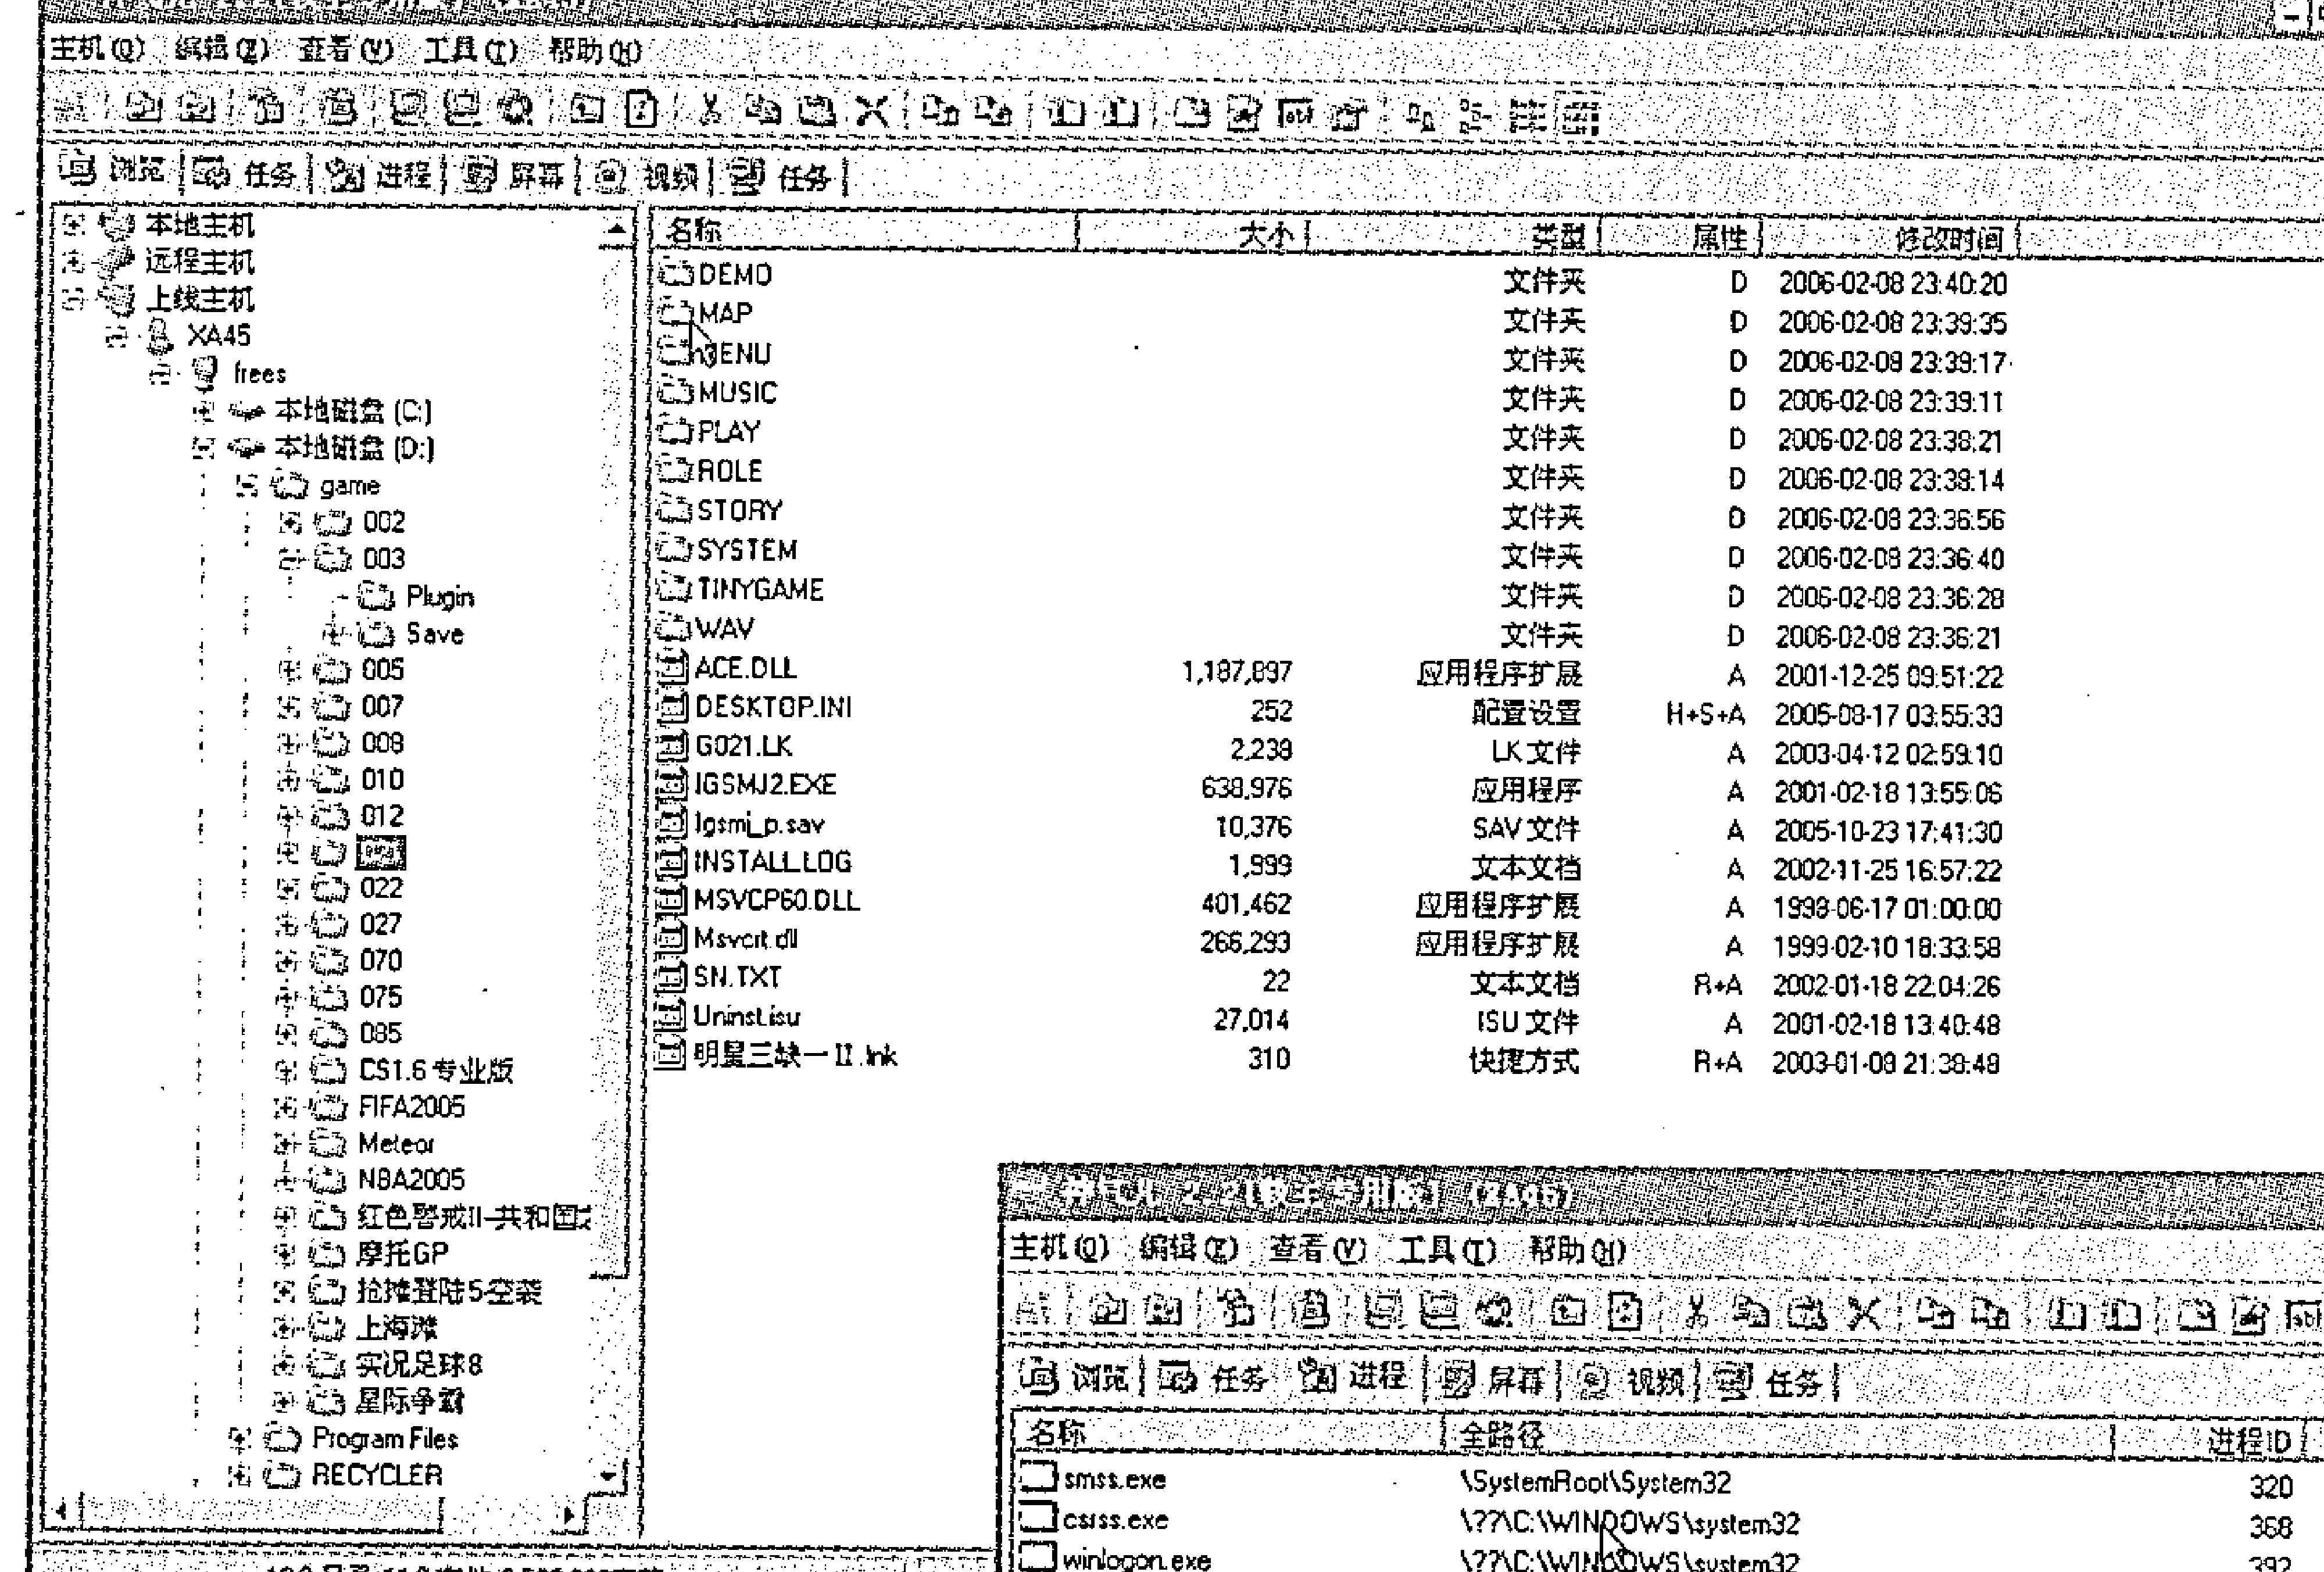 主机(O) 编辑(E) 查看(V) 工具(T) 帮助(H)
浏览 任务 进程 屏幕 视频 任务
本地主机
远程主机
上线主机
XA45
frees
本地磁盘 (C:)
本地磁盘 (D:)
game
002
003
Plugin
Save
005
007
008
010
012
022
027
070
075
085
CS1.6 专业版
FIFA2005
Meteor
NBA2005
红色警戒II-共和国
摩托GP
抢摊登陆5-空袭
上海滩
实况足球8
星际争霸
Program Files
RECYCLER
名称 大小 类型 属性 修改时间
DEMO 文件夹 D 2006-02-08 23:40:20
MAP 文件夹 D 2006-02-08 23:39:35
MENU 文件夹 D 2006-02-08 23:39:17
MUSIC 文件夹 D 2006-02-08 23:39:11
PLAY 文件夹 D 2006-02-08 23:38:21
ROLE 文件夹 D 2006-02-08 23:38:14
STORY 文件夹 D 2006-02-08 23:36:56
SYSTEM 文件夹 D 2006-02-08 23:36:40
TINYGAME 文件夹 D 2006-02-08 23:36:28
WAV 文件夹 D 2006-02-08 23:36:21
ACE.DLL 1,187,897 应用程序扩展 A 2001-12-25 09:51:22
DESKTOP.INI 252 配置设置 H+S+A 2005-08-17 03:55:33
G021.LK 2,238 LK 文件 A 2003-04-12 02:59:10
IGSMJ2.EXE 638,976 应用程序 A 2001-02-18 13:55:06
Igsmj_p.sav 10,376 SAV 文件 A 2005-10-23 17:41:30
INSTALL.LOG 1,999 文本文档 A 2002-11-25 16:57:22
MSVCP60.DLL 401,462 应用程序扩展 A 1998-06-17 01:00:00
Msvcrt.dll 266,293 应用程序扩展 A 1999-02-10 18:33:58
SN.TXT 22 文本文档 R+A 2002-01-18 22:04:26
Uninst.isu 27,014 ISU 文件 A 2001-02-18 13:40:48
明星三缺一 II.lnk 310 快捷方式 R+A 2003-01-09 21:38:48
主机(O) 编辑(E) 查看(V) 工具(T) 帮助(H)
浏览 任务 进程 屏幕 视频 任务
名称 全路径 进程ID
smss.exe \SystemRoot\System32 320
csrss.exe \??\C:\WINDOWS\system32 368
winlogon.exe \??\C:\WINDOWS\system32 392